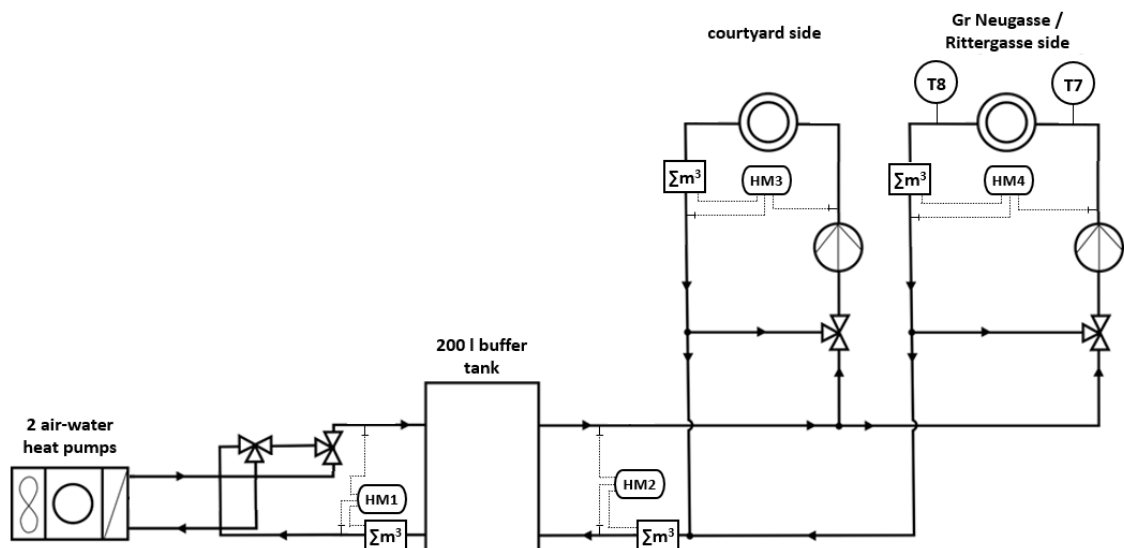 courtyard side
Gr Neugasse /
Rittergasse side
T8
T7
∑m³
HM3
∑m³
HM4
200 l buffer
tank
2 air-water
heat pumps
HM1
∑m³
HM2
∑m³